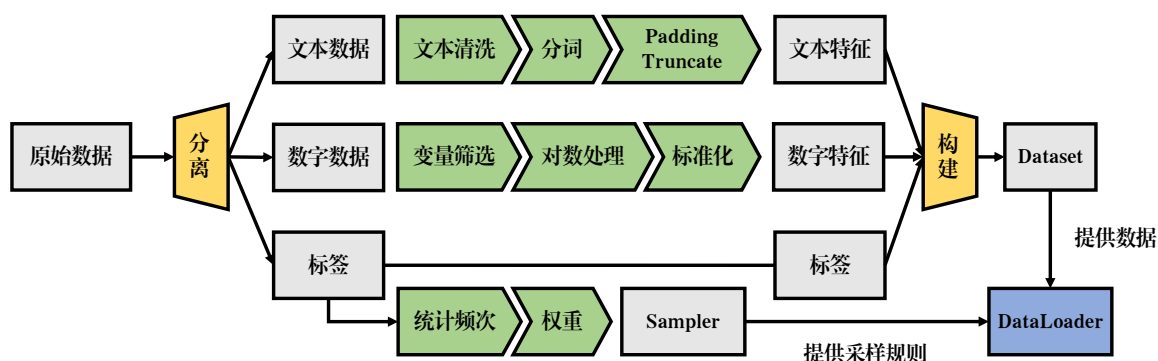 文本数据
文本清洗
分词
Padding
Truncate
文本特征
原始数据
分
离
数字数据
变量筛选
对数处理
标准化
数字特征
构
建
Dataset
提供数据
标签
标签
统计频次
权重
Sampler
DataLoader
提供采样规则